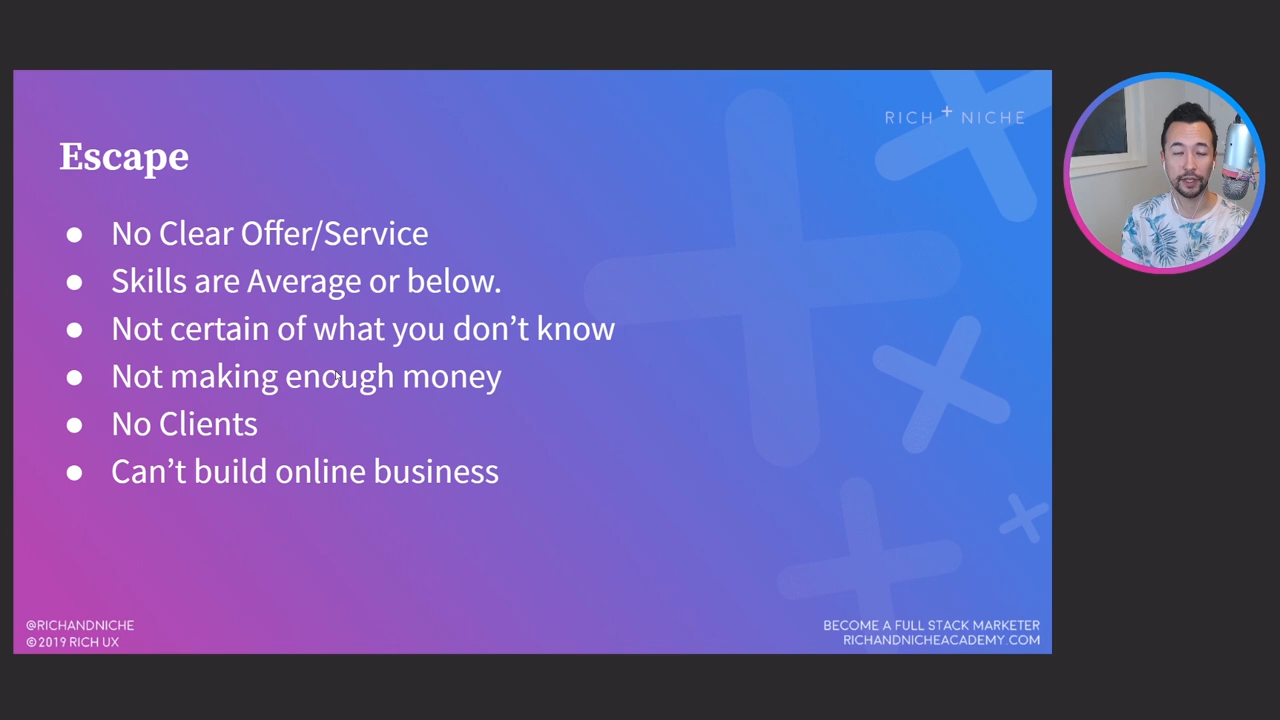 RICH + NICHE
Escape
● No Clear Offer/Service
● Skills are Average or below.
● Not certain of what you don’t know
● Not making enough money
● No Clients
● Can’t build online business
@RICHANDNICHE
©2019 RICH UX
BECOME A FULL STACK MARKETER
RICHANDNICHEACADEMY.COM